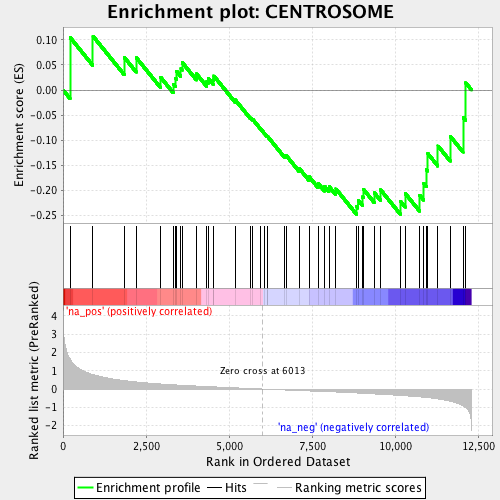 Enrichment plot: CENTROSOME
Enrichment score (ES)
0.10
0.05
0.00
-0.05
-0.10
-0.15
-0.20
-0.25
'na_pos' (positively correlated)
Ranked list metric (PreRanked)
4
3
2
1
0
-1
-2
Zero cross at 6013
'na_neg' (negatively correlated)
0
2,500
5,000
7,500
10,000
12,500
Rank in Ordered Dataset
Enrichment profile
Hits
Ranking metric scores